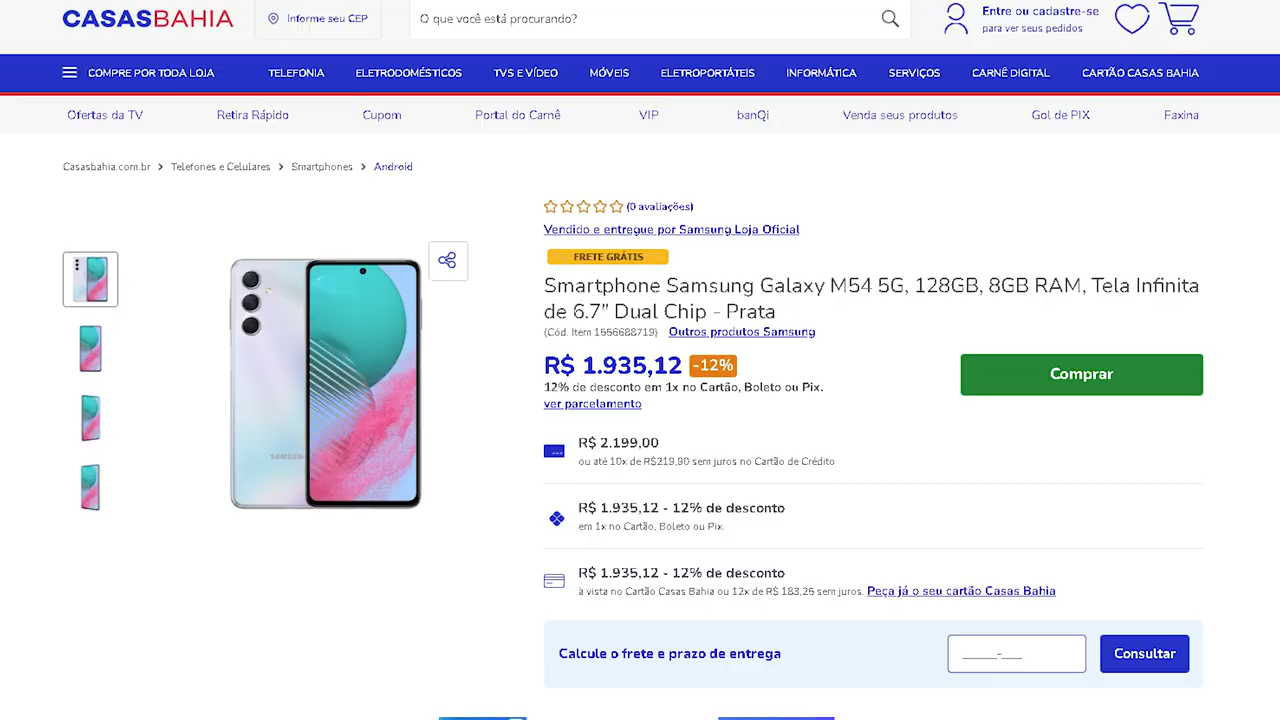 CASASBAHIA
Informe seu CEP
O que você está procurando?
Entre ou cadastre-se
para ver seus pedidos
COMPRE POR TODA LOJA
TELEFONIA
ELETRODOMÉSTICOS
TVS E VÍDEO
MÓVEIS
ELETROPORTÁTEIS
INFORMÁTICA
SERVIÇOS
CARNÊ DIGITAL
CARTÃO CASAS BAHIA
Ofertas da TV
Retira Rápido
Cupom
Portal do Carnê
VIP
banQi
Venda seus produtos
Gol de PIX
Faxina
Casasbahia.com.br > Telefones e Celulares > Smartphones > Android
(0 avaliações)
Vendido e entregue por Samsung Loja Oficial
FRETE GRÁTIS
Smartphone Samsung Galaxy M54 5G, 128GB, 8GB RAM, Tela Infinita
de 6.7" Dual Chip - Prata
(Cód. Item 1556688719) Outros produtos Samsung
R$ 1.935,12 -12%
12% de desconto em 1x no Cartão, Boleto ou Pix.
ver parcelamento
Comprar
R$ 2.199,00
ou até 10x de R$219,90 sem juros no Cartão de Crédito
R$ 1.935,12 - 12% de desconto
em 1x no Cartão, Boleto ou Pix.
R$ 1.935,12 - 12% de desconto
à vista no Cartão Casas Bahia ou 12x de R$ 183,25 sem juros. Peça já o seu cartão Casas Bahia
Calcule o frete e prazo de entrega
_____-___
Consultar